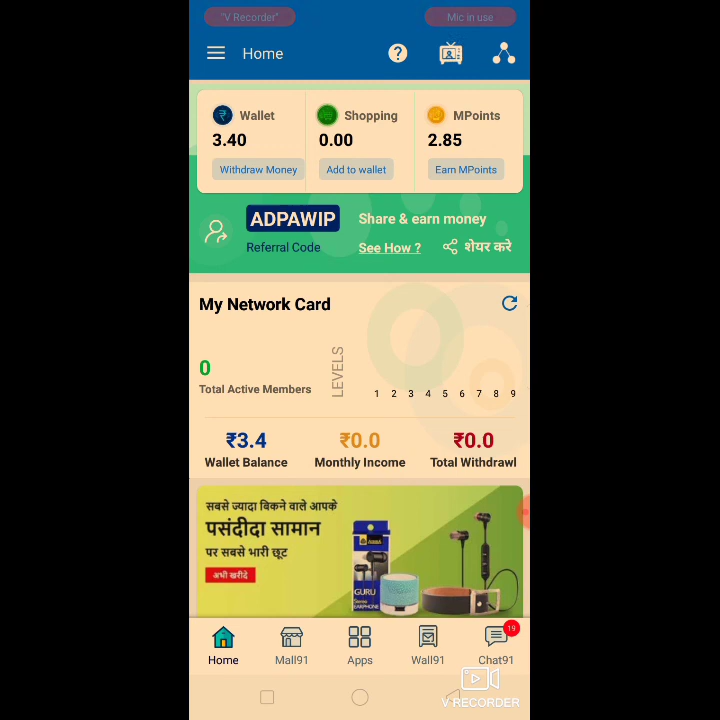 "V Recorder"
Mic in use
Home
Wallet
Shopping
MPoints
3.40
0.00
2.85
Withdraw Money
Add to wallet
Earn MPoints
ADPAWIP
Share & earn money
Referral Code
See How ?
शेयर करे
My Network Card
0
Total Active Members
LEVELS
1 2 3 4 5 6 7 8 9
₹3.4
₹0.0
₹0.0
Wallet Balance
Monthly Income
Total Withdrawl
सबसे ज्यादा बिकने वाले आपके
पसंदीदा सामान
पर सबसे भारी छूट
अभी खरीदे
GURU
EARPHONE
19
Home
Mall91
Apps
Wall91
Chat91
V RECORDER